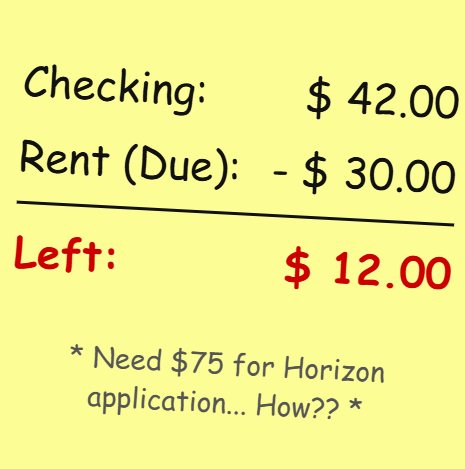 Checking: $ 42.00
Rent (Due): - $ 30.00
Left: $ 12.00
* Need $75 for Horizon
application... How?? *